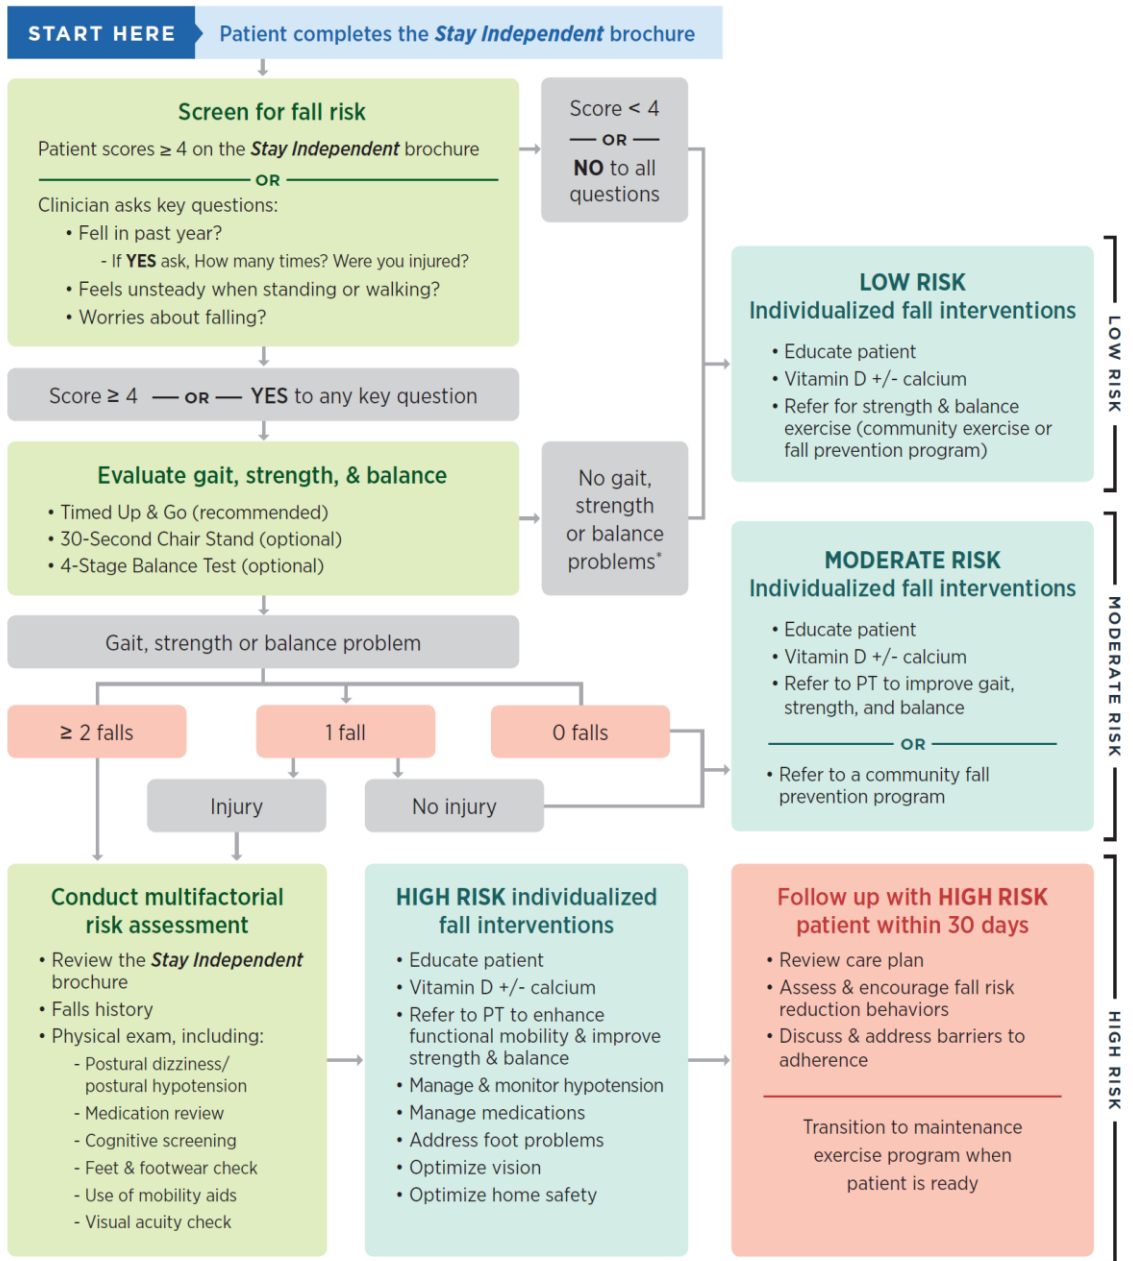 START HERE
Patient completes the Stay Independent brochure
Screen for fall risk
Patient scores ≥ 4 on the Stay Independent brochure
OR
Clinician asks key questions:
• Fell in past year?
- If YES ask, How many times? Were you injured?
• Feels unsteady when standing or walking?
• Worries about falling?
Score < 4
OR
NO to all
questions
Score ≥ 4 — OR — YES to any key question
Evaluate gait, strength, & balance
• Timed Up & Go (recommended)
• 30-Second Chair Stand (optional)
• 4-Stage Balance Test (optional)
No gait,
strength
or balance
problems*
LOW RISK
Individualized fall interventions
• Educate patient
• Vitamin D +/- calcium
• Refer for strength & balance
exercise (community exercise or
fall prevention program)
LOW RISK
Gait, strength or balance problem
≥ 2 falls
1 fall
0 falls
Injury
No injury
MODERATE RISK
Individualized fall interventions
• Educate patient
• Vitamin D +/- calcium
• Refer to PT to improve gait,
strength, and balance
OR
• Refer to a community fall
prevention program
MODERATE RISK
Conduct multifactorial
risk assessment
• Review the Stay Independent
brochure
• Falls history
• Physical exam, including:
- Postural dizziness/
postural hypotension
- Medication review
- Cognitive screening
- Feet & footwear check
- Use of mobility aids
- Visual acuity check
HIGH RISK individualized
fall interventions
• Educate patient
• Vitamin D +/- calcium
• Refer to PT to enhance
functional mobility & improve
strength & balance
• Manage & monitor hypotension
• Manage medications
• Address foot problems
• Optimize vision
• Optimize home safety
Follow up with HIGH RISK
patient within 30 days
• Review care plan
• Assess & encourage fall risk
reduction behaviors
• Discuss & address barriers to
adherence
Transition to maintenance
exercise program when
patient is ready
HIGH RISK